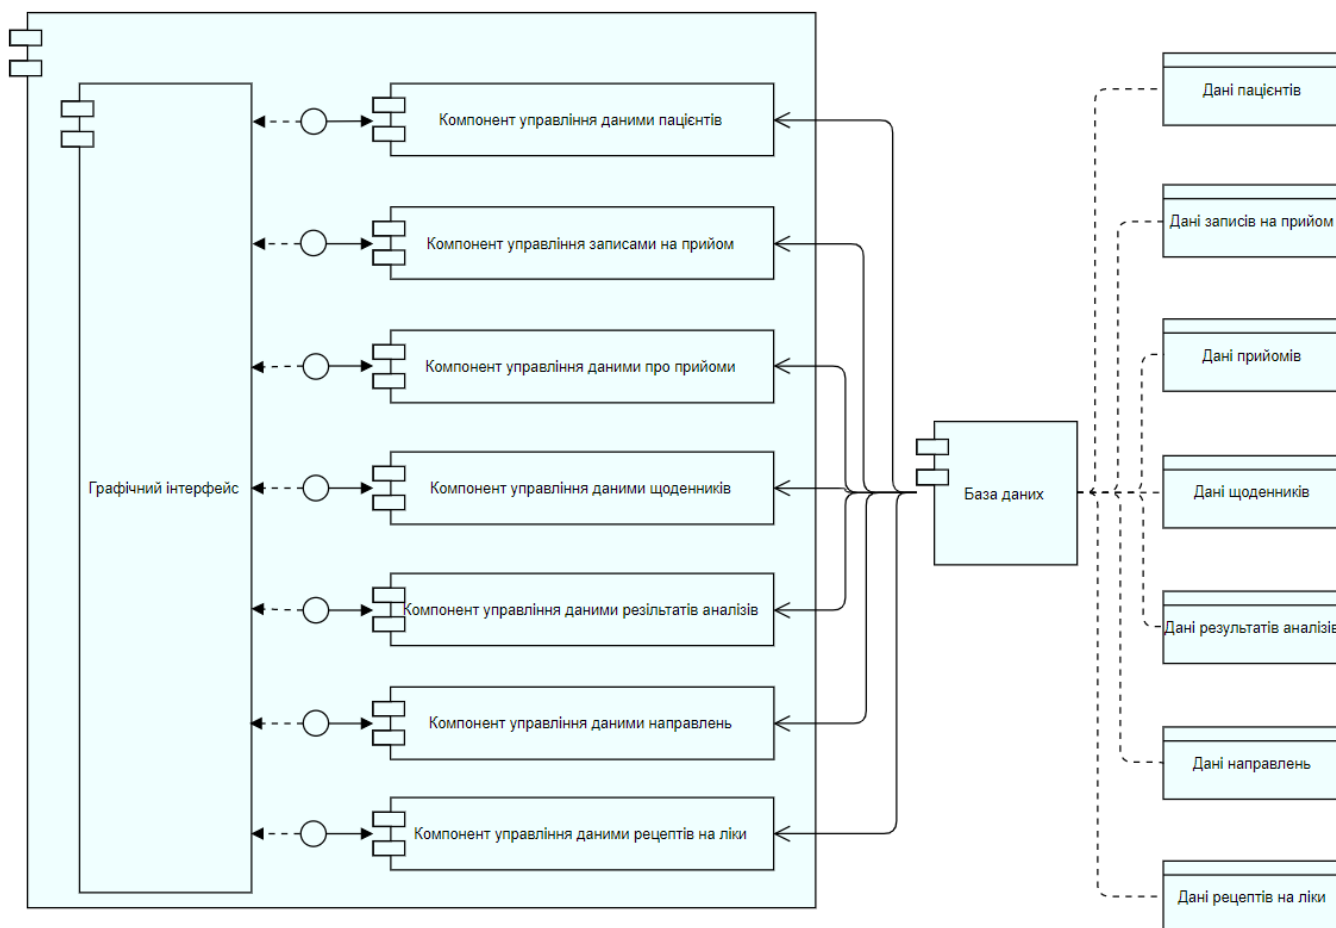 Графічний інтерфейс
Компонент управління даними пацієнтів
Компонент управління записами на прийом
Компонент управління даними про прийоми
Компонент управління даними щоденників
Компонент управління даними резільтатів аналізів
Компонент управління даними направлень
Компонент управління даними рецептів на ліки
База даних
Дані пацієнтів
Дані записів на прийом
Дані прийомів
Дані щоденників
Дані результатів аналізів
Дані направлень
Дані рецептів на ліки